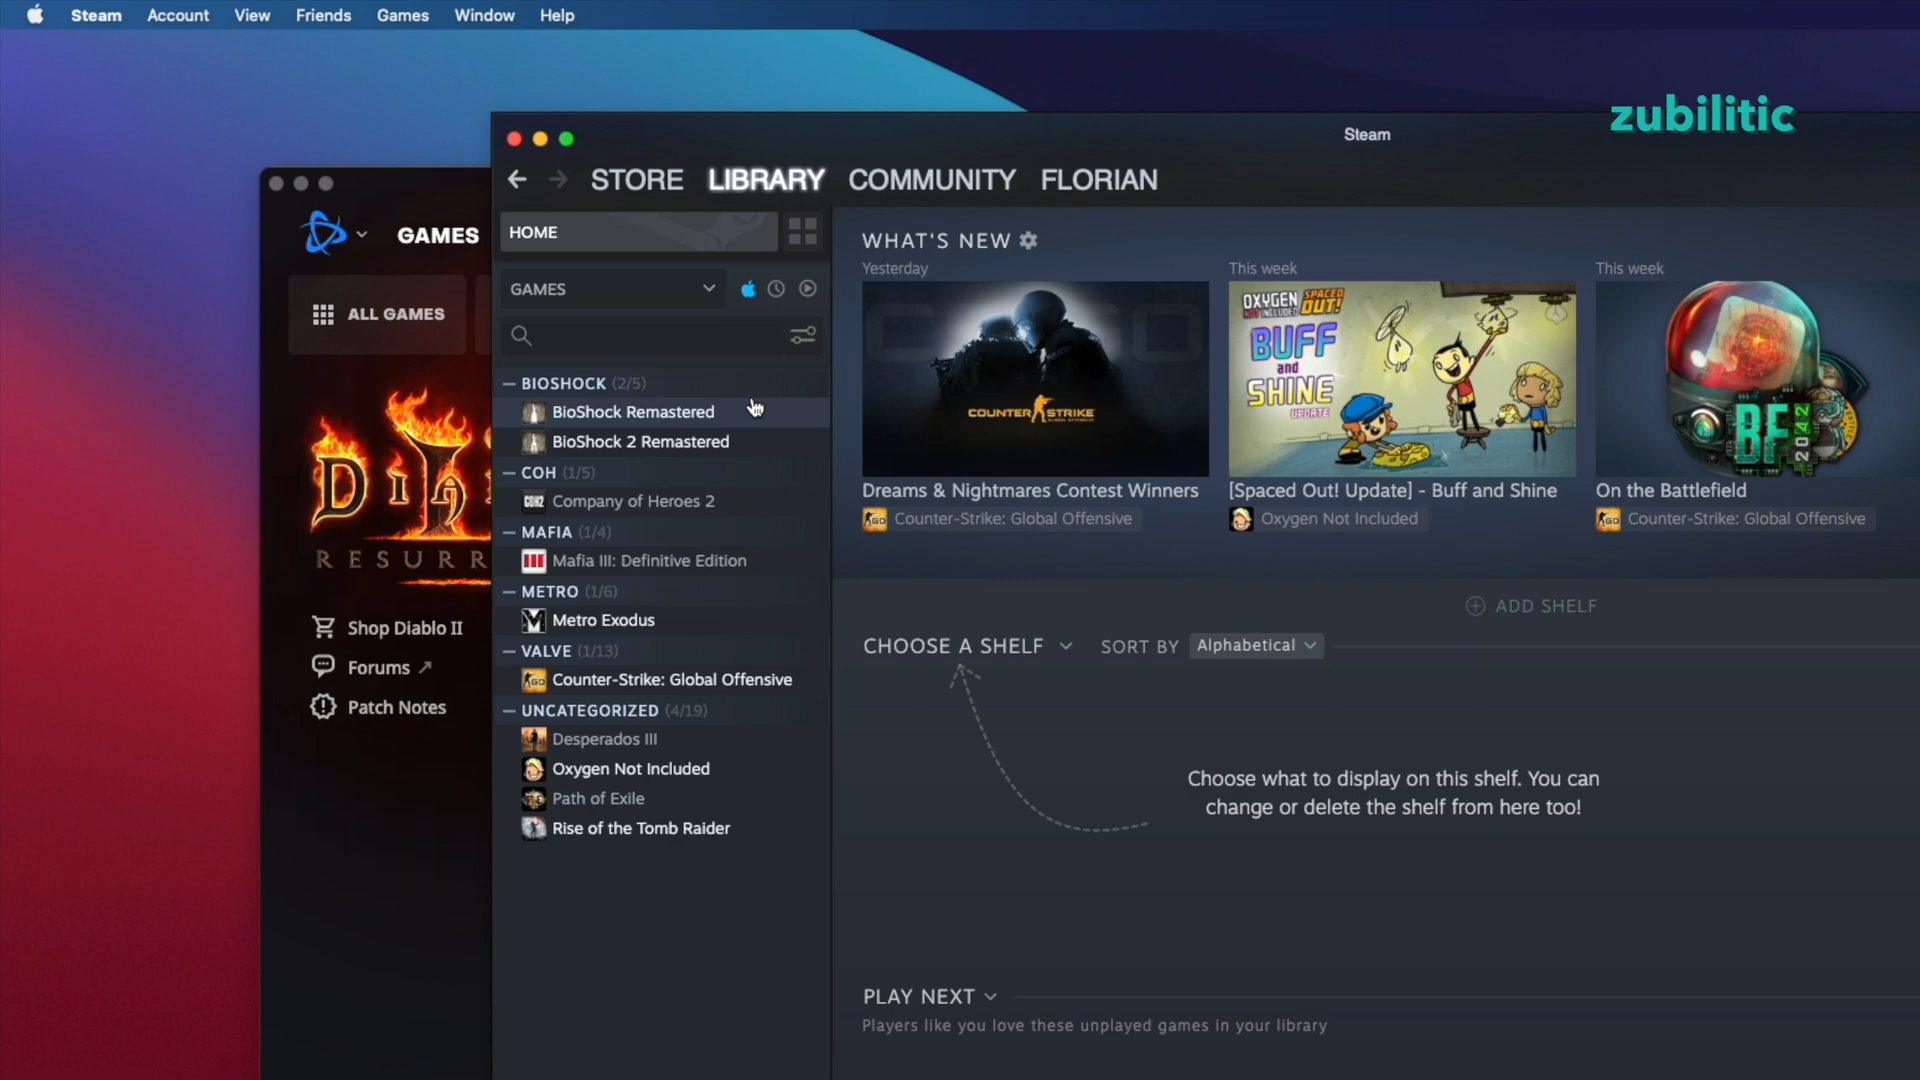 Steam Account View Friends Games Window Help
zubilitic
Steam
STORE LIBRARY COMMUNITY FLORIAN
GAMES
ALL GAMES
RESURR
Shop Diablo II
Forums
Patch Notes
HOME
GAMES
BIOSHOCK (2/5)
BioShock Remastered
BioShock 2 Remastered
COH (1/5)
Company of Heroes 2
MAFIA (1/4)
Mafia III: Definitive Edition
METRO (1/6)
Metro Exodus
VALVE (1/13)
Counter-Strike: Global Offensive
UNCATEGORIZED (4/19)
Desperados III
Oxygen Not Included
Path of Exile
Rise of the Tomb Raider
WHAT'S NEW
Yesterday
COUNTER STRIKE
GLOBAL OFFENSIVE
Dreams & Nightmares Contest Winners
Counter-Strike: Global Offensive
This week
OXYGEN NOT INCLUDED SPACED OUT!
BUFF
and
SHINE
UPDATE
[Spaced Out! Update] - Buff and Shine
Oxygen Not Included
This week
BF 2042
On the Battlefield
Counter-Strike: Global Offensive
ADD SHELF
CHOOSE A SHELF SORT BY Alphabetical
Choose what to display on this shelf. You can
change or delete the shelf from here too!
PLAY NEXT
Players like you love these unplayed games in your library